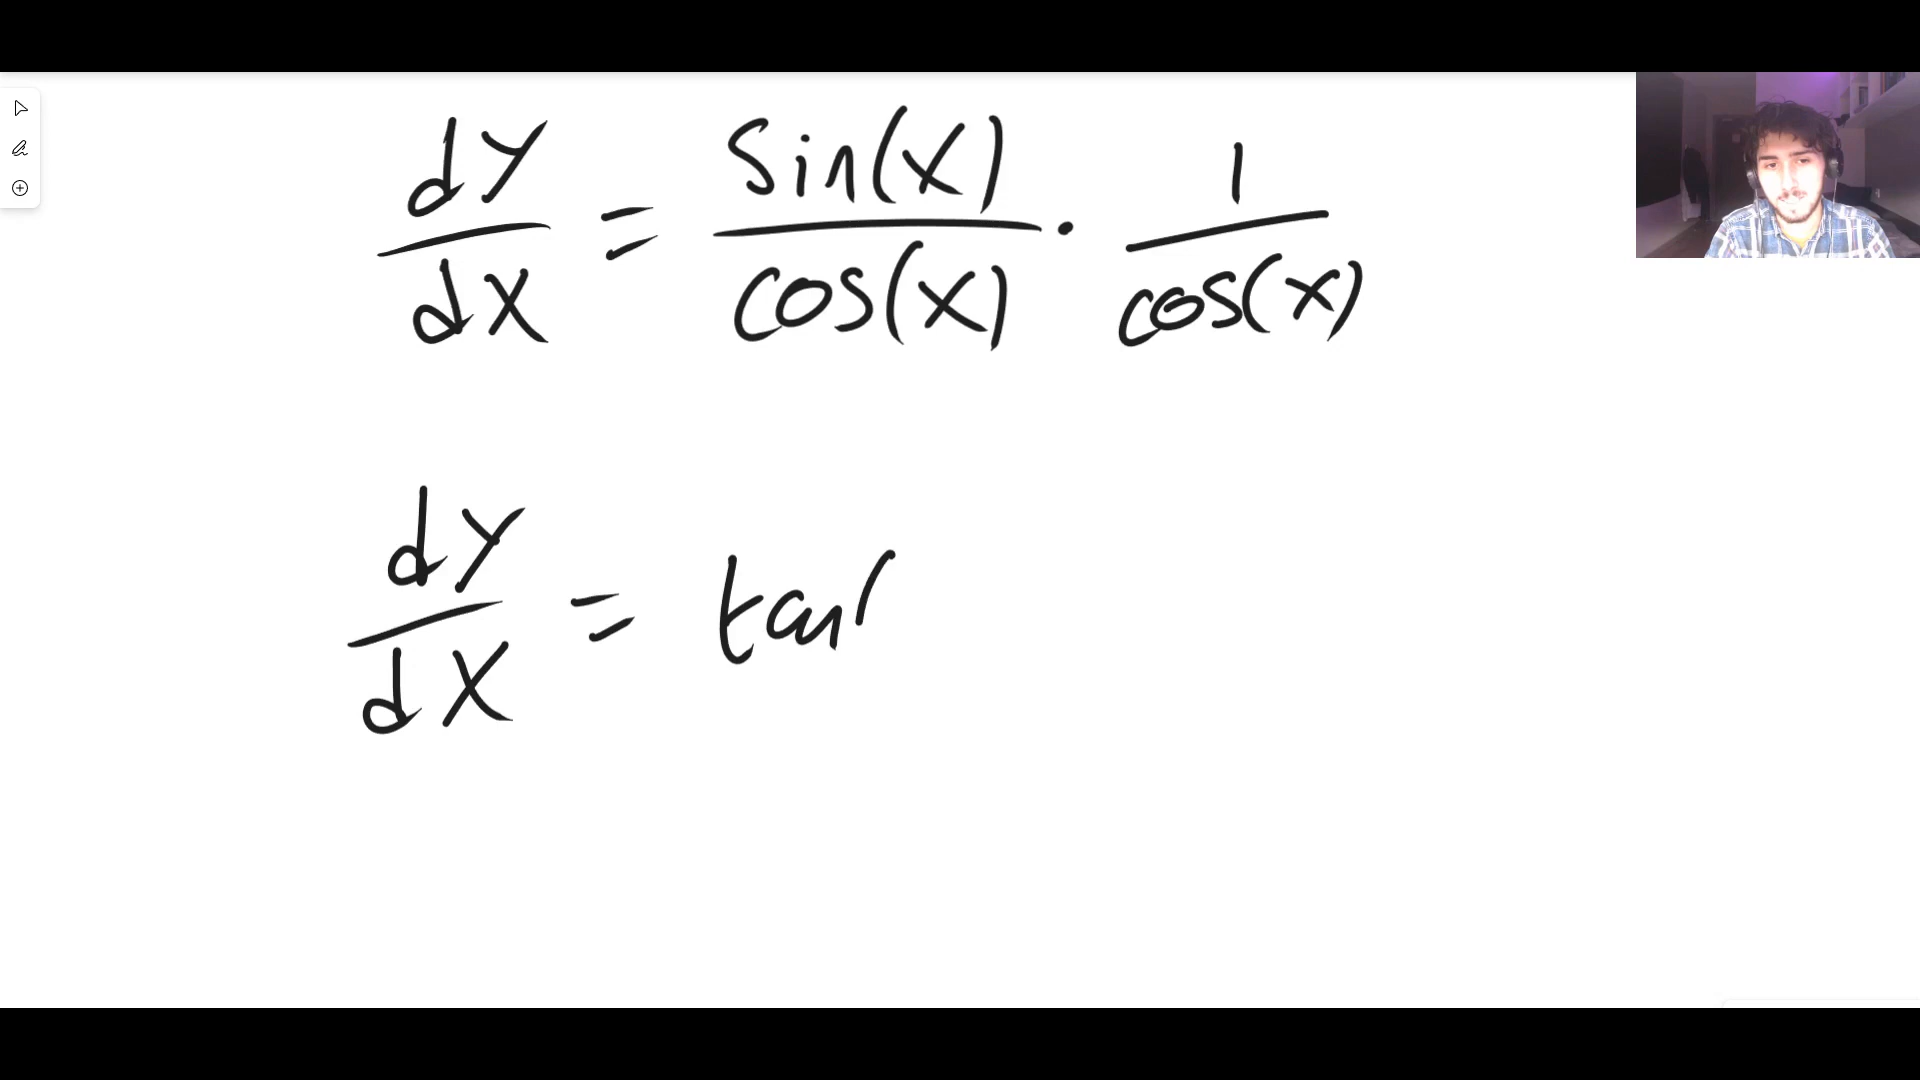 dy/dx = sin(x)/cos(x) · 1/cos(x)
dy/dx = tan(